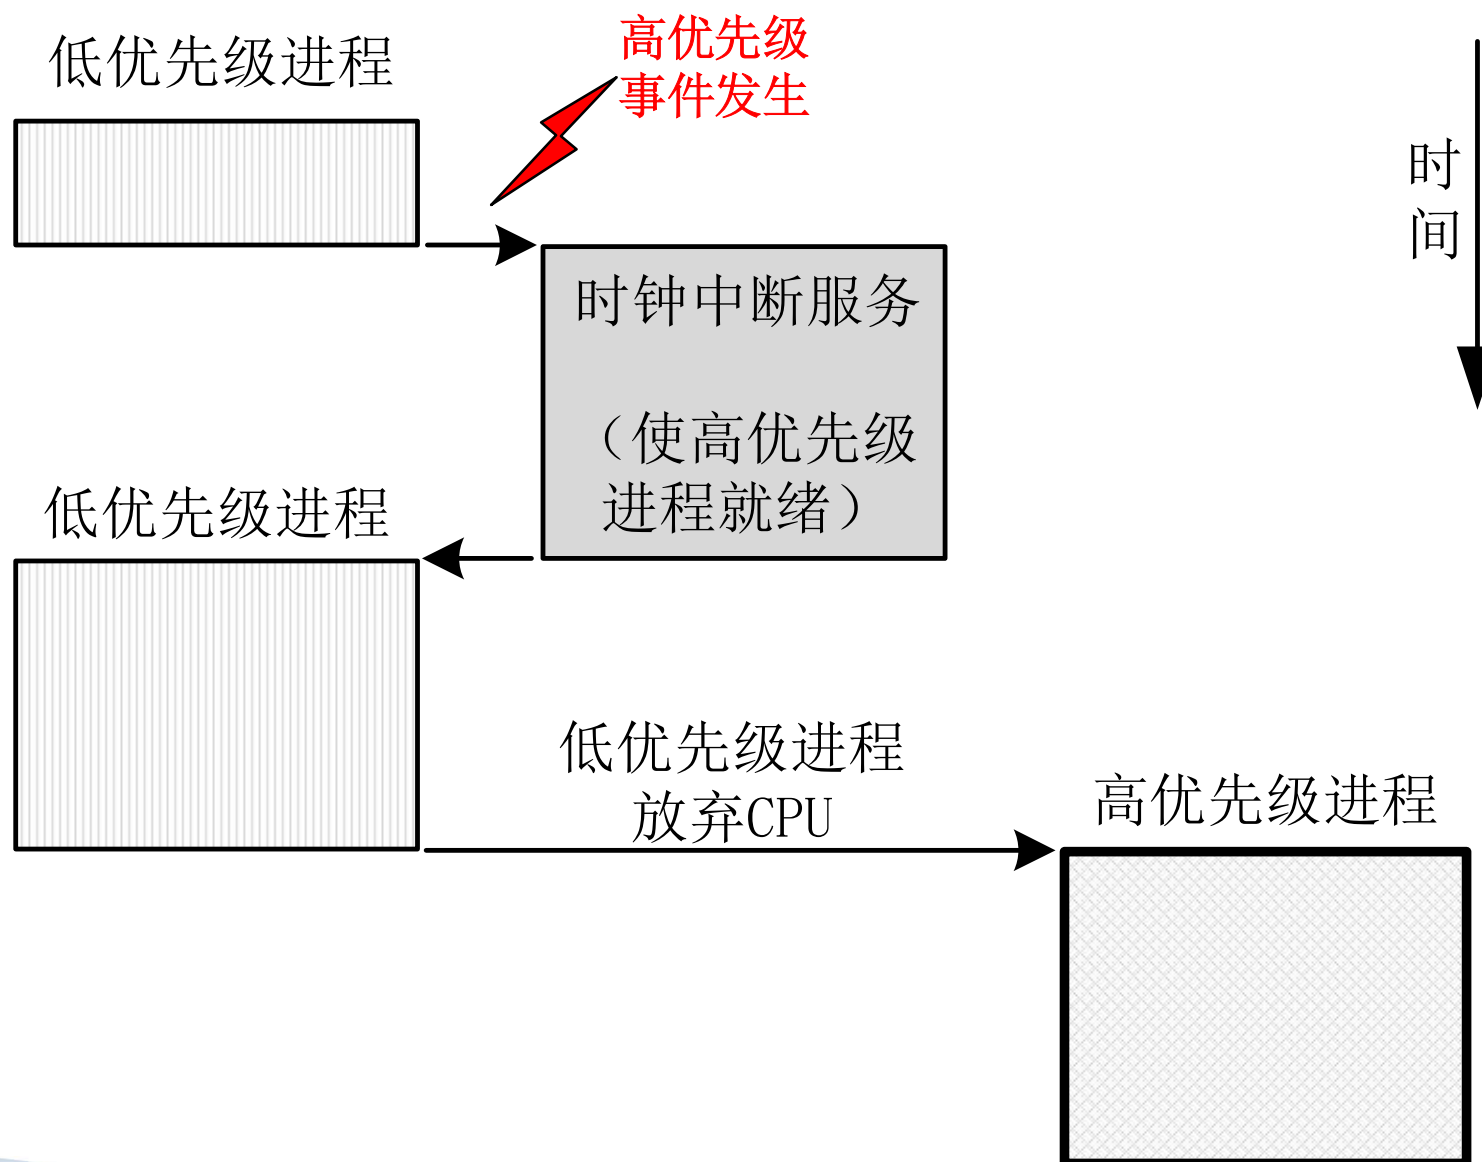 低优先级进程
高优先级
事件发生
时
间
时钟中断服务
（使高优先级
进程就绪）
低优先级进程
低优先级进程
放弃CPU
高优先级进程